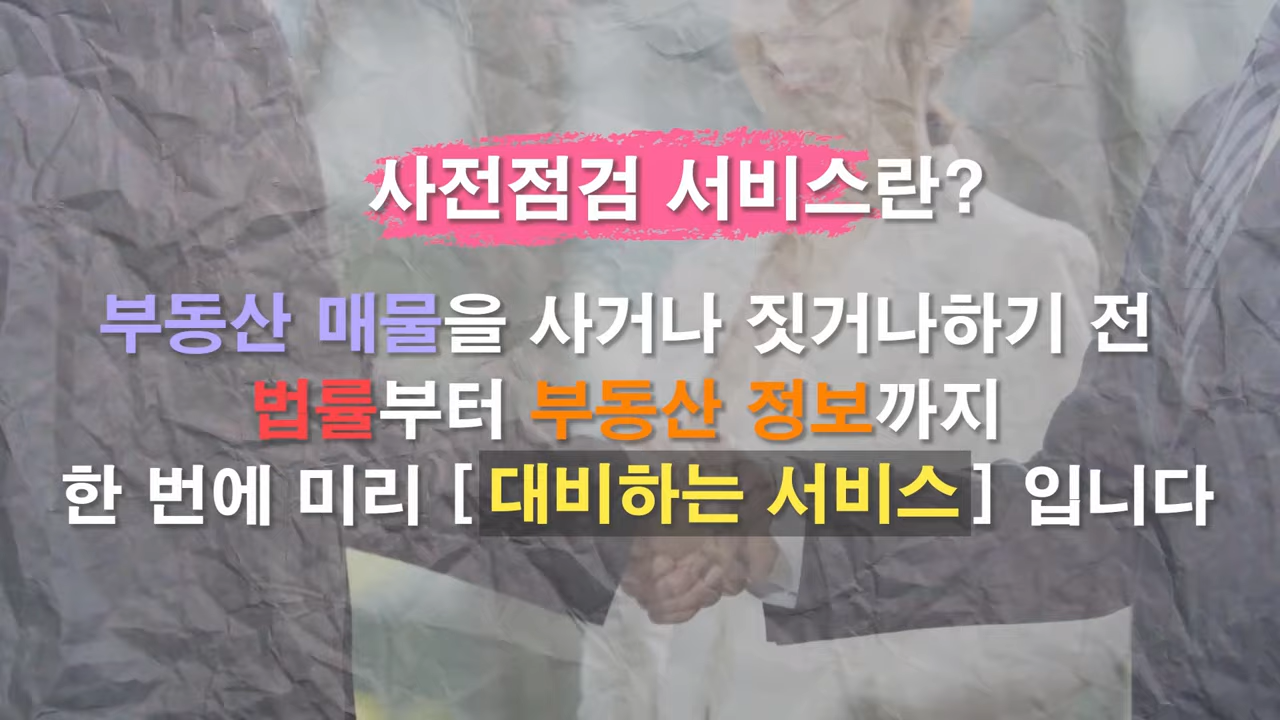 사전점검 서비스란?
부동산 매물을 사거나 짓거나하기 전
법률부터 부동산 정보까지
한 번에 미리 [대비하는 서비스] 입니다